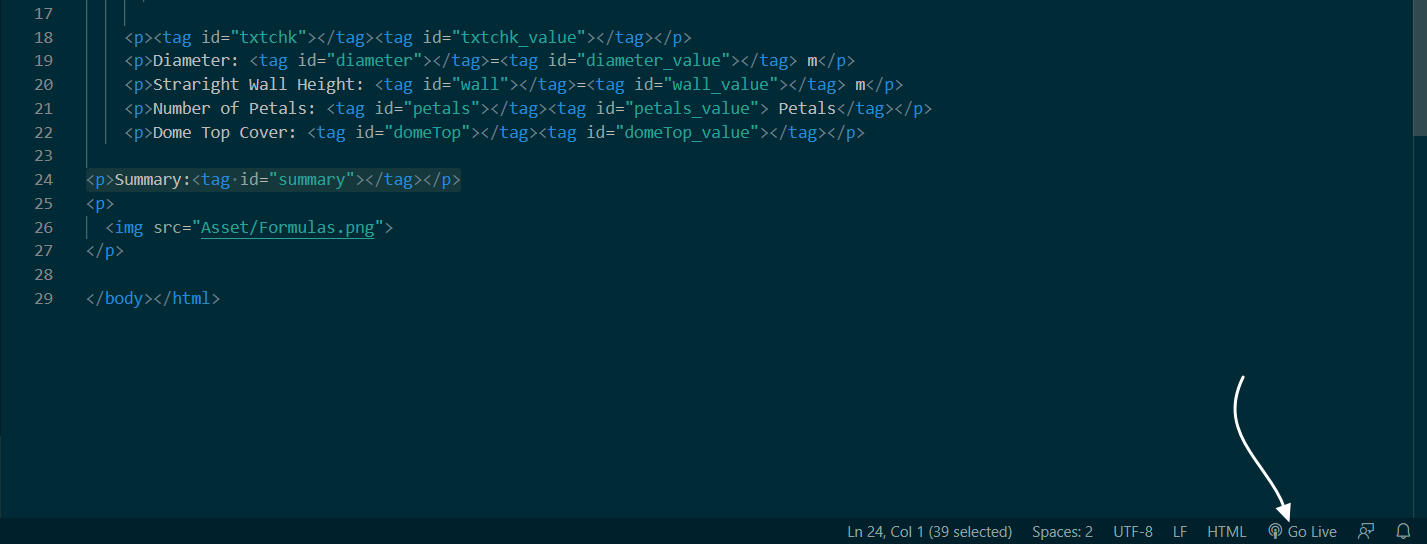 17
18 <p><tag id="txtchk"></tag><tag id="txtchk_value"></tag></p>
19 <p>Diameter: <tag id="diameter"></tag>=<tag id="diameter_value"></tag> m</p>
20 <p>Straright Wall Height: <tag id="wall"></tag>=<tag id="wall_value"></tag> m</p>
21 <p>Number of Petals: <tag id="petals"></tag><tag id="petals_value"> Petals</tag></p>
22 <p>Dome Top Cover: <tag id="domeTop"></tag><tag id="domeTop_value"></tag></p>
23
24 <p>Summary:<tag·id="summary"></tag></p>
25 <p>
26 <img src="Asset/Formulas.png">
27 </p>
28
29 </body></html>
Ln 24, Col 1 (39 selected) Spaces: 2 UTF-8 LF HTML Go Live